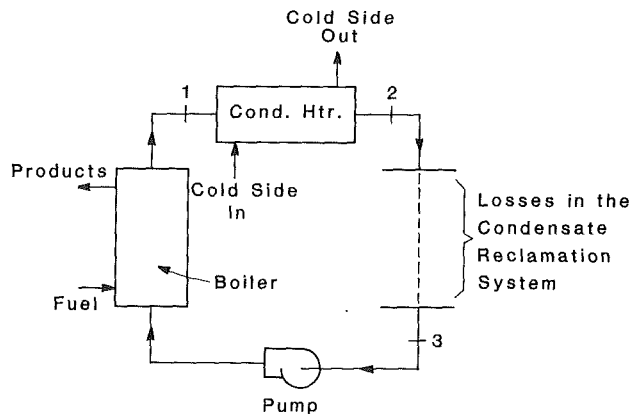 Cold Side
Out
1
Cond. Htr.
2
Products
Cold Side
In
Losses in the
Condensate
Reclamation
System
Boiler
Fuel
3
Pump